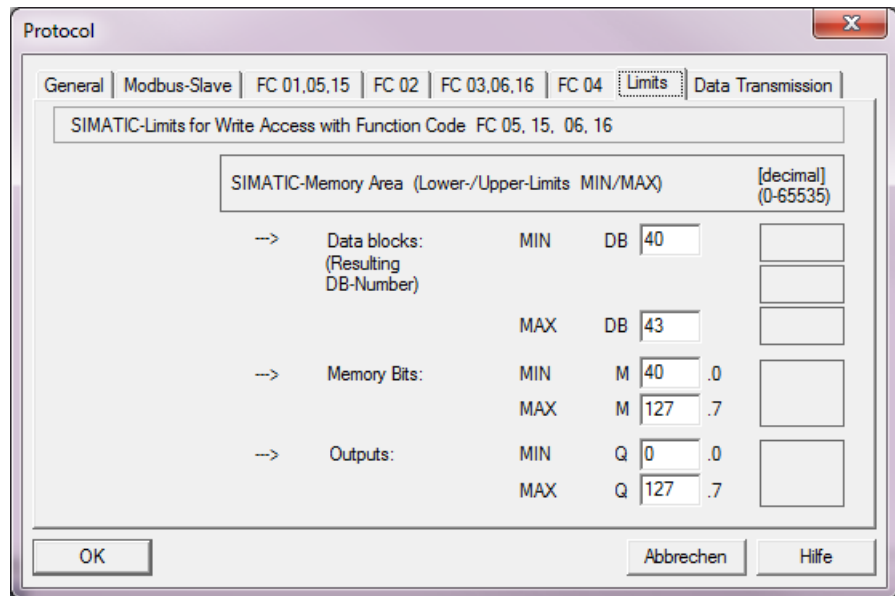 Protocol
General Modbus-Slave FC 01,05,15 FC 02 FC 03,06,16 FC 04 Limits Data Transmission
SIMATIC-Limits for Write Access with Function Code FC 05, 15, 06, 16
SIMATIC-Memory Area (Lower-/Upper-Limits MIN/MAX) [decimal]
(0-65535)
---> Data blocks: MIN DB 40
(Resulting
DB-Number)
MAX DB 43
---> Memory Bits: MIN M 40 .0
MAX M 127 .7
---> Outputs: MIN Q 0 .0
MAX Q 127 .7
OK Abbrechen Hilfe